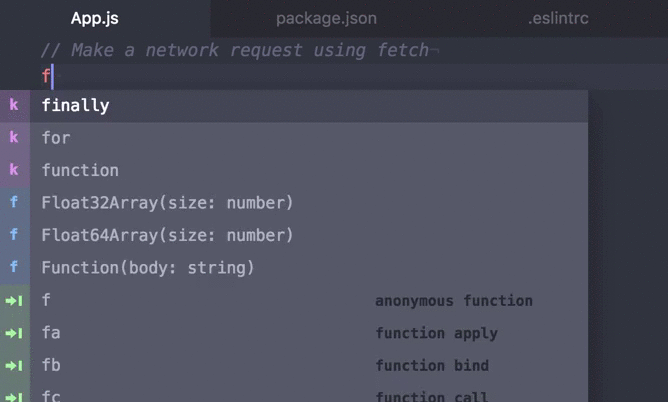 App.js package.json .eslintrc
// Make a network request using fetch¬
f
k finally
k for
k function
f Float32Array(size: number)
f Float64Array(size: number)
f Function(body: string)
f anonymous function
fa function apply
fb function bind
fc function call